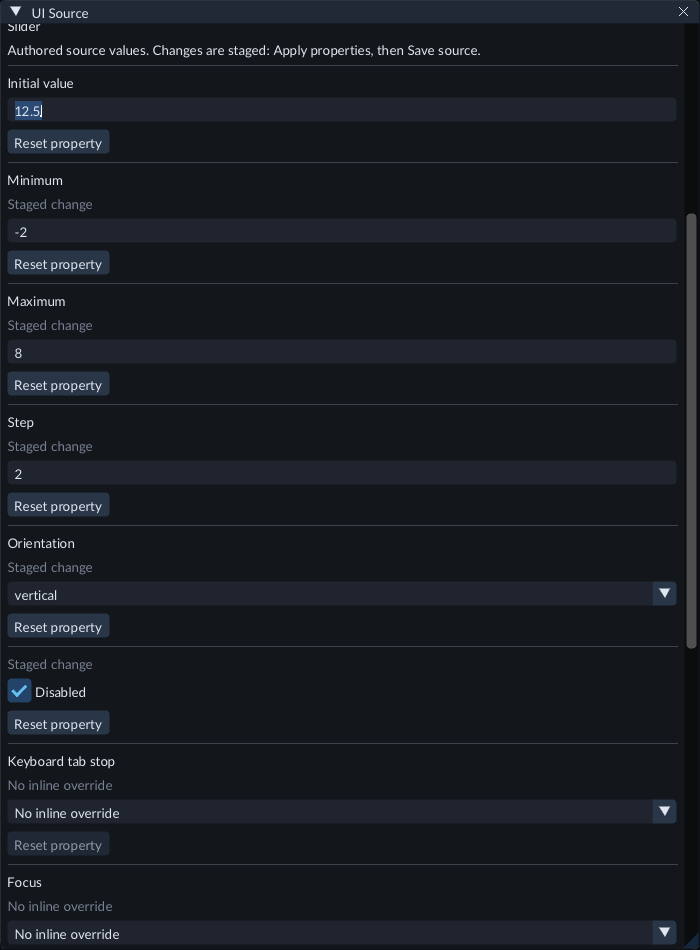 UI Source
Slider
Authored source values. Changes are staged: Apply properties, then Save source.
Initial value
12.5
Reset property
Minimum
Staged change
-2
Reset property
Maximum
Staged change
8
Reset property
Step
Staged change
2
Reset property
Orientation
Staged change
vertical
Reset property
Staged change
Disabled
Reset property
Keyboard tab stop
No inline override
No inline override
Reset property
Focus
No inline override
No inline override